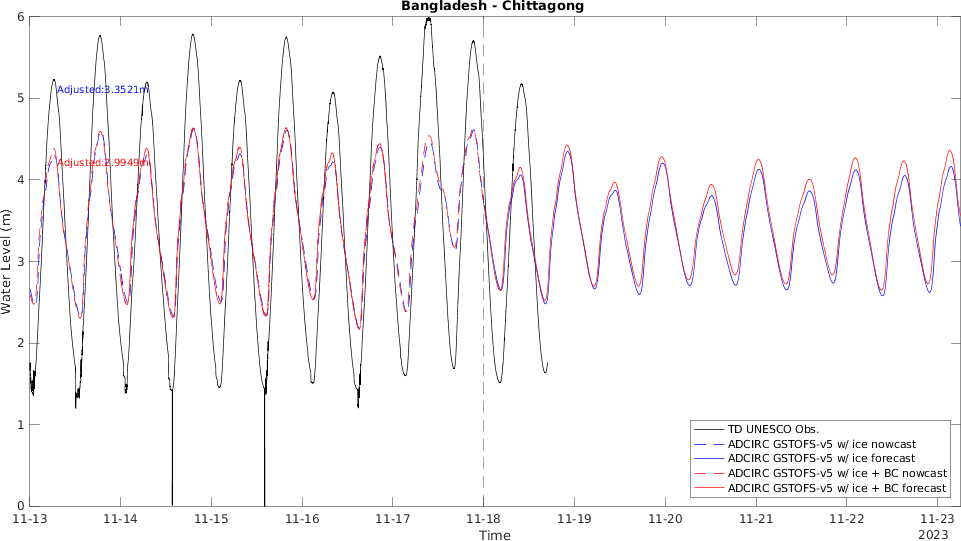 Bangladesh - Chittagong
6
5
4
3
2
1
0
Water Level (m)
Adjusted:3.3521m
Adjusted:2.9949m
TD UNESCO Obs.
ADCIRC GSTOFS-v5 w/ ice nowcast
ADCIRC GSTOFS-v5 w/ ice forecast
ADCIRC GSTOFS-v5 w/ ice + BC nowcast
ADCIRC GSTOFS-v5 w/ ice + BC forecast
11-13 11-14 11-15 11-16 11-17 11-18 11-19 11-20 11-21 11-22 11-23
Time
2023